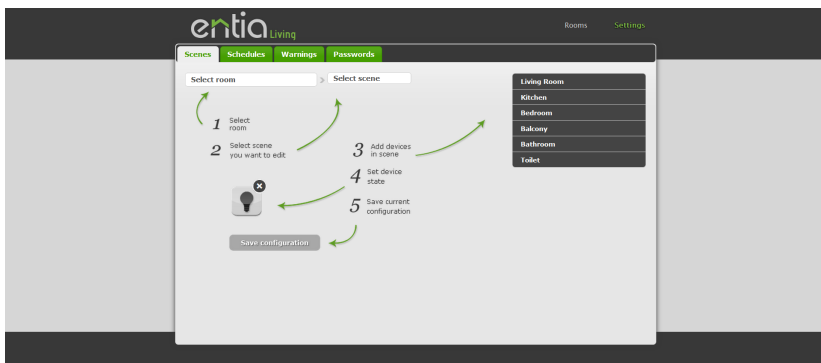 entia Living
Rooms
Settings
Scenes
Schedules
Warnings
Passwords
Select room
Select scene
1 Select
room
2 Select scene
you want to edit
3 Add devices
in scene
4 Set device
state
5 Save current
configuration
Save configuration
Living Room
Kitchen
Bedroom
Balcony
Bathroom
Toilet